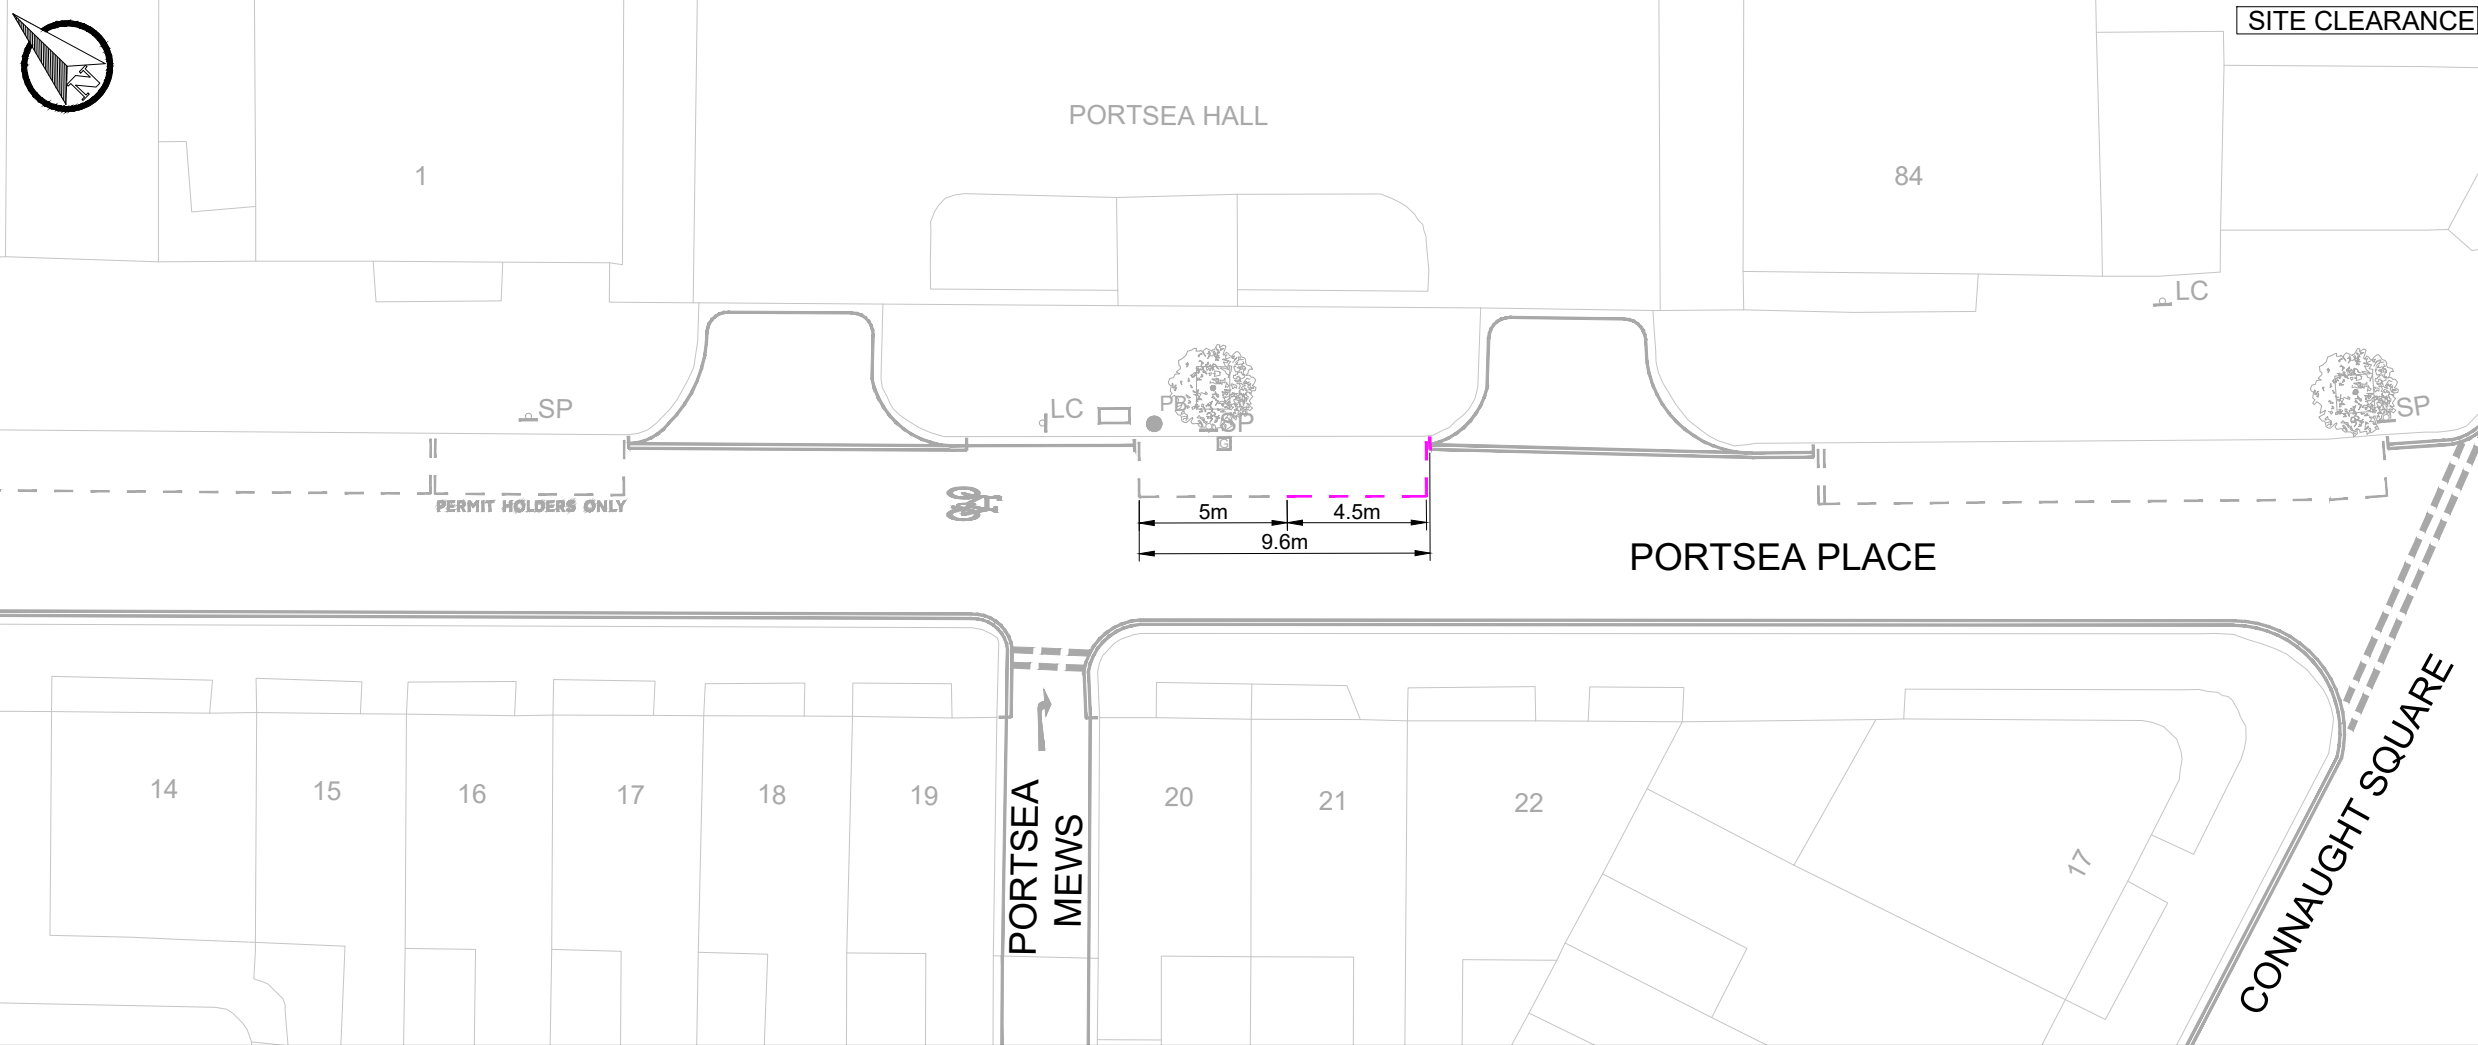 SITE CLEARANCE
N
PORTSEA HALL
1
84
LC
SP
LC
PB
SP
G
SP
PERMIT HOLDERS ONLY
5m
4.5m
9.6m
PORTSEA PLACE
14
15
16
17
18
19
PORTSEA
MEWS
20
21
22
17
CONNAUGHT SQUARE